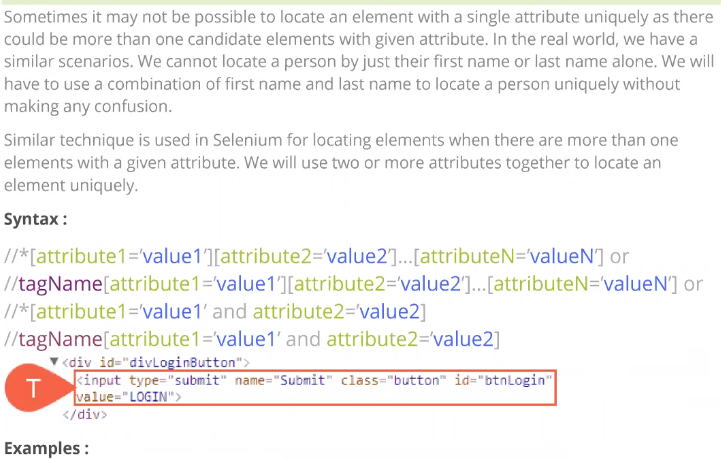 Sometimes it may not be possible to locate an element with a single attribute uniquely as there
could be more than one candidate elements with given attribute. In the real world, we have a
similar scenarios. We cannot locate a person by just their first name or last name alone. We will
have to use a combination of first name and last name to locate a person uniquely without
making any confusion.
Similar technique is used in Selenium for locating elements when there are more than one
elements with a given attribute. We will use two or more attributes together to locate an
element uniquely.
Syntax :
//*[attribute1=’value1’][attribute2=’value2’]...[attributeN=’valueN’] or
//tagName[attribute1=’value1’][attribute2=’value2’]...[attributeN=’valueN’] or
//*[attribute1=’value1’ and attribute2=’value2]
//tagName[attribute1=’value1’ and attribute2=’value2]
▼<div id="divLoginButton">
T
<input type="submit" name="Submit" class="button" id="btnLogin"
value="LOGIN">
</div>
Examples :